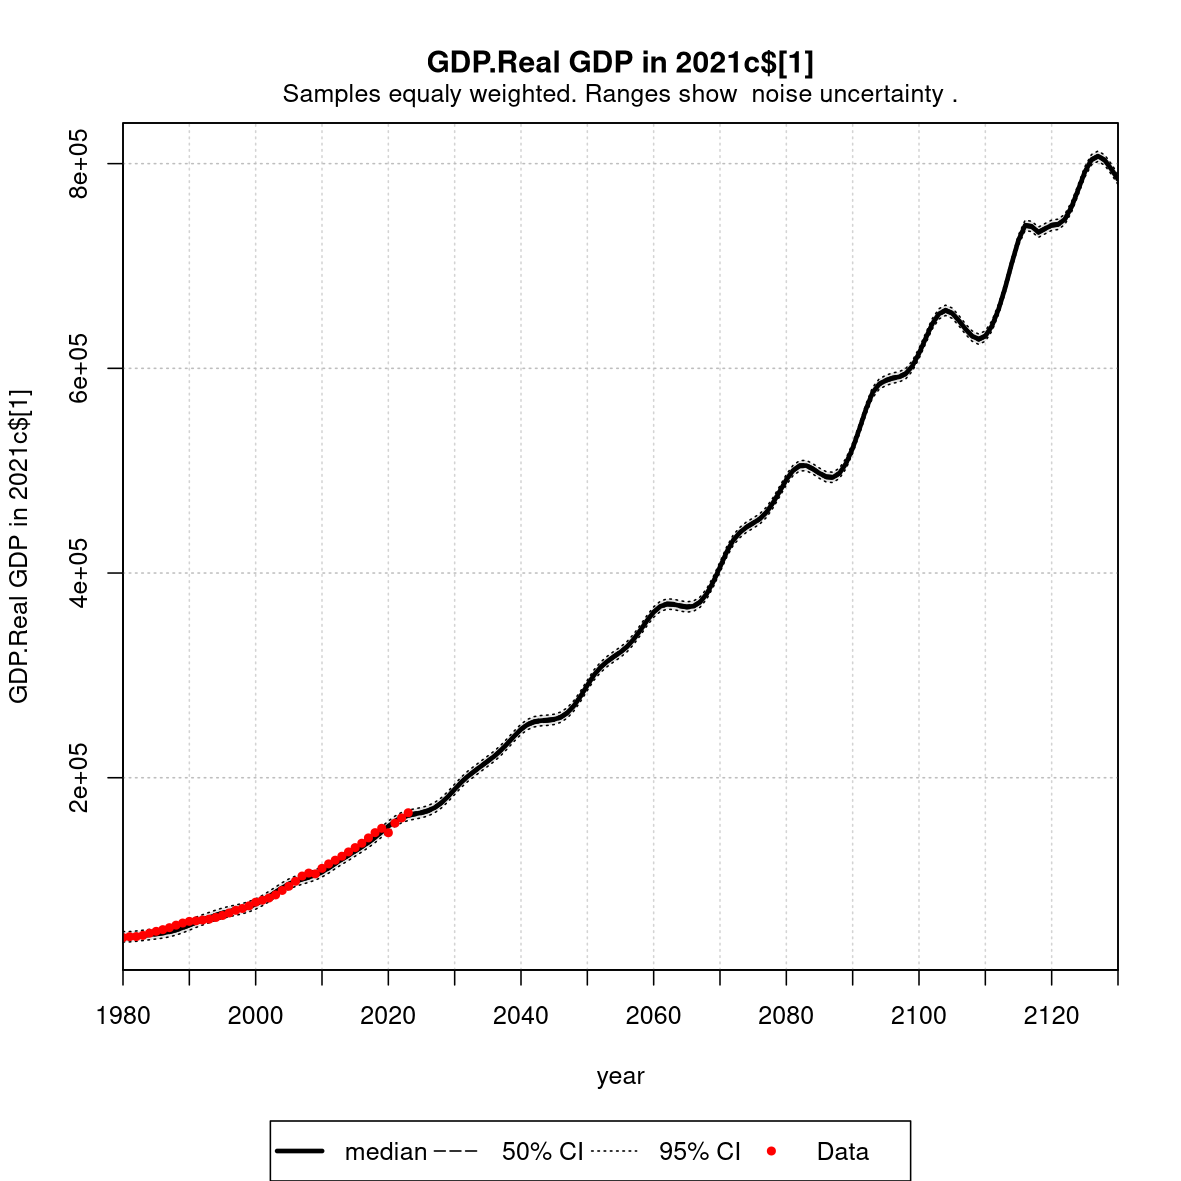 GDP.Real GDP in 2021c$[1]
Samples equaly weighted. Ranges show  noise uncertainty .
GDP.Real GDP in 2021c$[1]
8e+05
6e+05
4e+05
2e+05
1980 2000 2020 2040 2060 2080 2100 2120
year
median 50% CI 95% CI Data